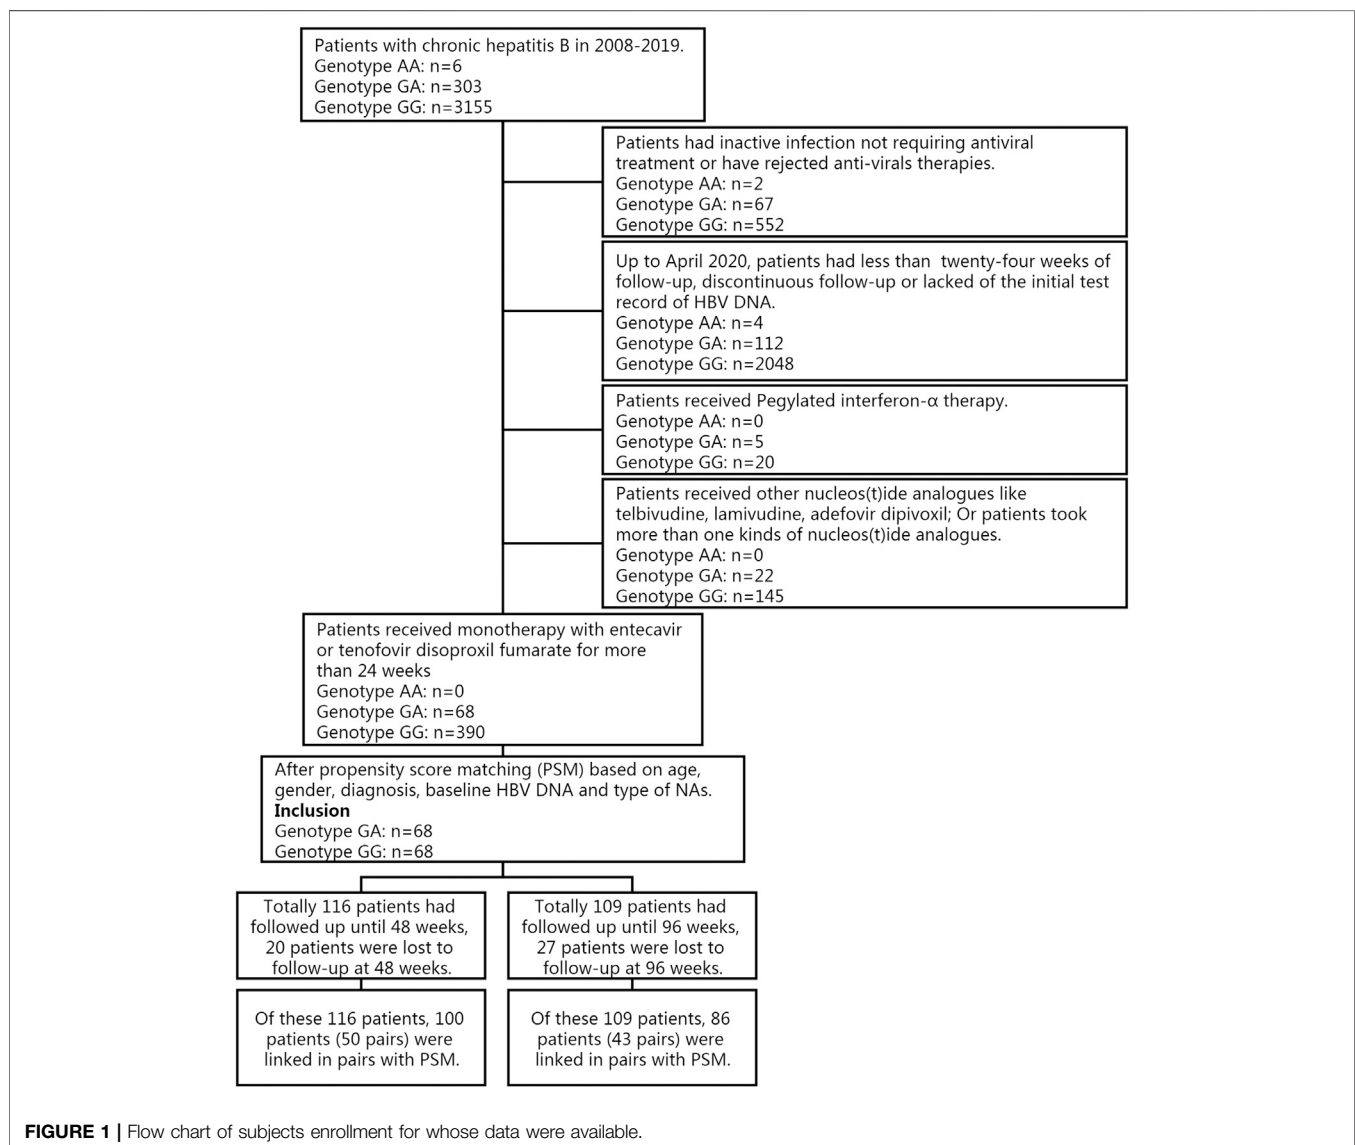 Patients with chronic hepatitis B in 2008-2019.
Genotype AA: n=6
Genotype GA: n=303
Genotype GG: n=3155
Patients had inactive infection not requiring antiviral
treatment or have rejected anti-virals therapies.
Genotype AA: n=2
Genotype GA: n=67
Genotype GG: n=552
Up to April 2020, patients had less than twenty-four weeks of
follow-up, discontinuous follow-up or lacked of the initial test
record of HBV DNA.
Genotype AA: n=4
Genotype GA: n=112
Genotype GG: n=2048
Patients received Pegylated interferon-α therapy.
Genotype AA: n=0
Genotype GA: n=5
Genotype GG: n=20
Patients received other nucleos(t)ide analogues like
telbivudine, lamivudine, adefovir dipivoxil; Or patients took
more than one kinds of nucleos(t)ide analogues.
Genotype AA: n=0
Genotype GA: n=22
Genotype GG: n=145
Patients received monotherapy with entecavir
or tenofovir disoproxil fumarate for more
than 24 weeks
Genotype AA: n=0
Genotype GA: n=68
Genotype GG: n=390
After propensity score matching (PSM) based on age,
gender, diagnosis, baseline HBV DNA and type of NAs.
Inclusion
Genotype GA: n=68
Genotype GG: n=68
Totally 116 patients had
followed up until 48 weeks,
20 patients were lost to
follow-up at 48 weeks.
Totally 109 patients had
followed up until 96 weeks,
27 patients were lost to
follow-up at 96 weeks.
Of these 116 patients, 100
patients (50 pairs) were
linked in pairs with PSM.
Of these 109 patients, 86
patients (43 pairs) were
linked in pairs with PSM.
FIGURE 1 | Flow chart of subjects enrollment for whose data were available.